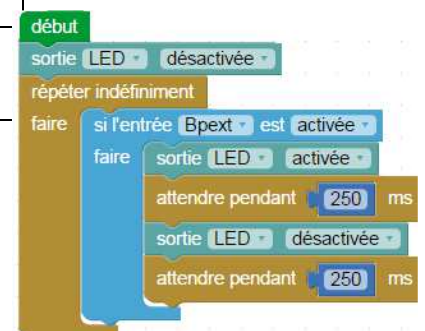 début
sortie LED désactivée
répéter indéfiniment
faire si l'entrée Bpext est activée
faire sortie LED activée
attendre pendant 250 ms
sortie LED désactivée
attendre pendant 250 ms